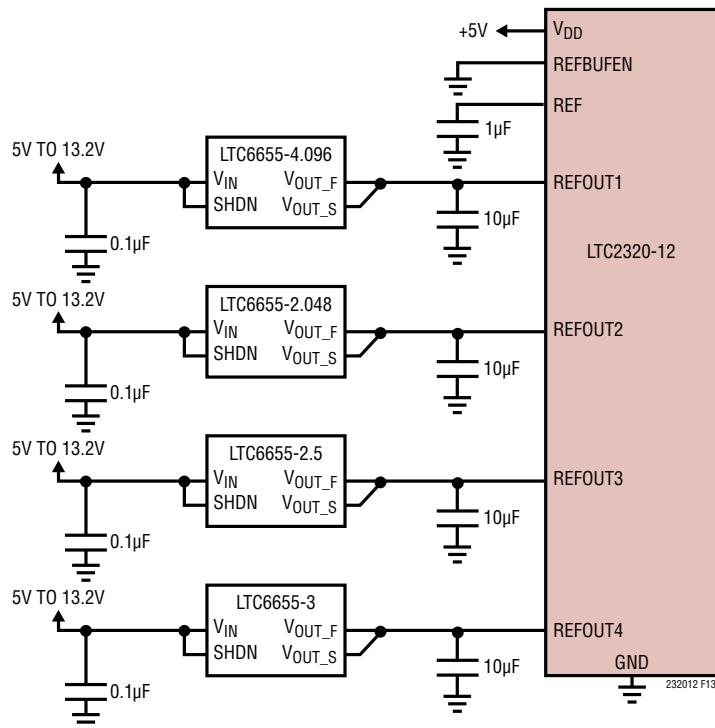 +5V
VDD
REFBUFEN
REF
1µF
5V TO 13.2V
LTC6655-4.096
VIN
VOUT_F
SHDN
VOUT_S
REFOUT1
0.1µF
10µF
LTC2320-12
5V TO 13.2V
LTC6655-2.048
VIN
VOUT_F
SHDN
VOUT_S
REFOUT2
0.1µF
10µF
5V TO 13.2V
LTC6655-2.5
VIN
VOUT_F
SHDN
VOUT_S
REFOUT3
0.1µF
10µF
5V TO 13.2V
LTC6655-3
VIN
VOUT_F
SHDN
VOUT_S
REFOUT4
0.1µF
10µF
GND
232012 F13